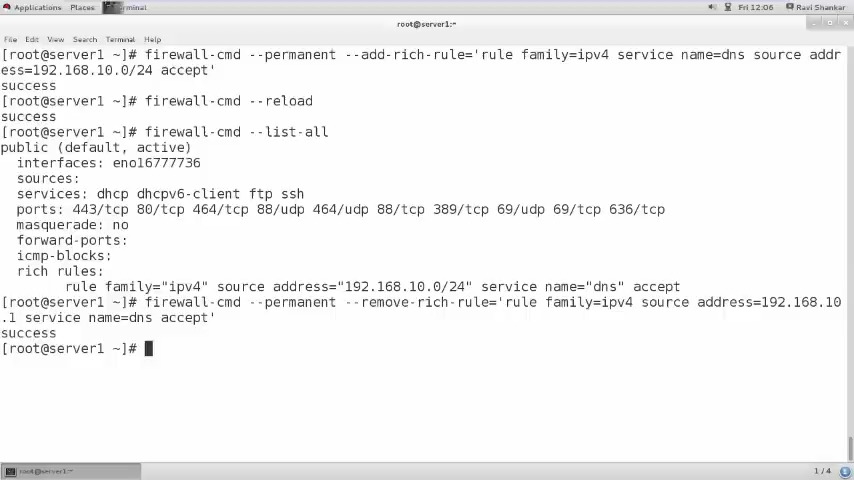 Applications Places Terminal Fri 12:06 Ravi Shankar
root@server1:~
File Edit View Search Terminal Help
[root@server1 ~]# firewall-cmd --permanent --add-rich-rule='rule family=ipv4 service name=dns source addr
ess=192.168.10.0/24 accept'
success
[root@server1 ~]# firewall-cmd --reload
success
[root@server1 ~]# firewall-cmd --list-all
public (default, active)
interfaces: eno16777736
sources:
services: dhcp dhcpv6-client ftp ssh
ports: 443/tcp 80/tcp 464/tcp 88/udp 464/udp 88/tcp 389/tcp 69/udp 69/tcp 636/tcp
masquerade: no
forward-ports:
icmp-blocks:
rich rules:
rule family="ipv4" source address="192.168.10.0/24" service name="dns" accept
[root@server1 ~]# firewall-cmd --permanent --remove-rich-rule='rule family=ipv4 source address=192.168.10
.1 service name=dns accept'
success
[root@server1 ~]#
root@server1:~ 1 / 4